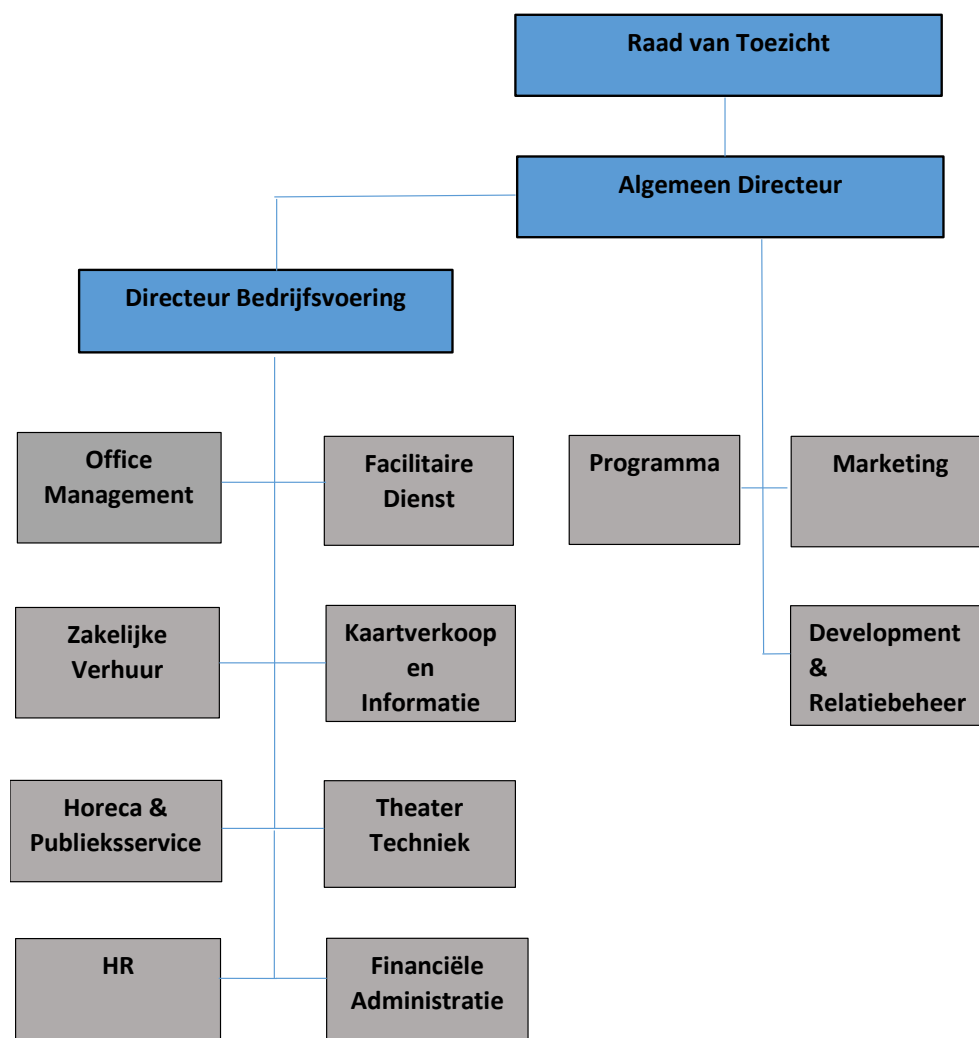 Raad van Toezicht
Algemeen Directeur
Directeur Bedrijfsvoering
Office
Management
Facilitaire
Dienst
Programma
Marketing
Zakelijke
Verhuur
Kaartverkoop
en
Informatie
Development
&
Relatiebeheer
Horeca &
Publieksservice
Theater
Techniek
HR
Financiële
Administratie